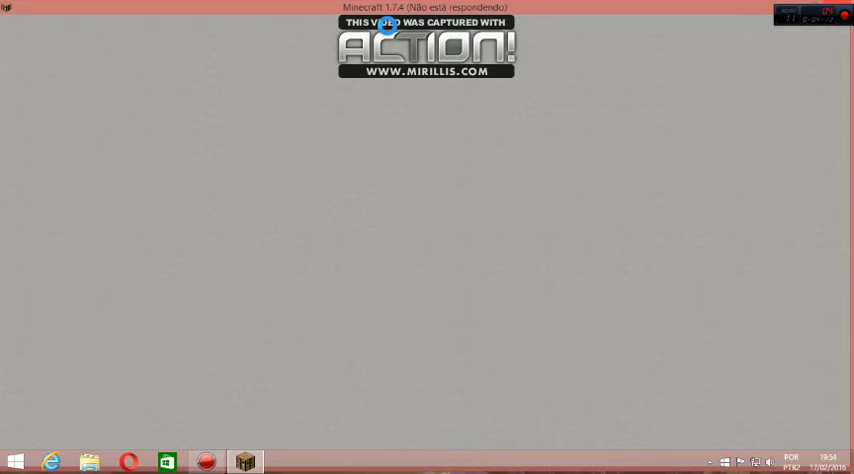 Minecraft 1.7.4 (Não está respondendo)
THIS VIDEO WAS CAPTURED WITH
ACTION!
WWW.MIRILLIS.COM
POR
PTB2
19:54
17/02/2016